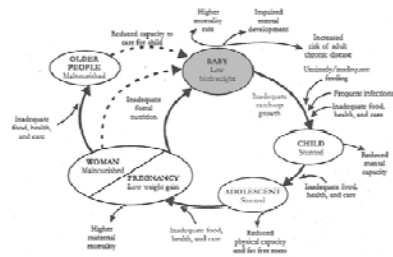 Higher
mortality
rate
Impaired
mental
development
Reduced capacity to
care for child
Increased
risk of adult
chronic disease
OLDER
PEOPLE
Malnourished
BABY
Low
birthweight
Untimely/inadequate
feeding
Frequent infections
Inadequate food,
health, and care
Inadequate
catch-up
growth
Inadequate
foetal
nutrition
Inadequate food,
health, and
care
CHILD
Stunted
WOMAN
Malnourished
PREGNANCY
Low weight gain
Reduced
mental
capacity
Inadequate food,
health, and care
ADOLESCENT
Stunted
Higher
maternal
mortality
Inadequate food,
health, and care
Reduced
physical capacity
and fat free mass